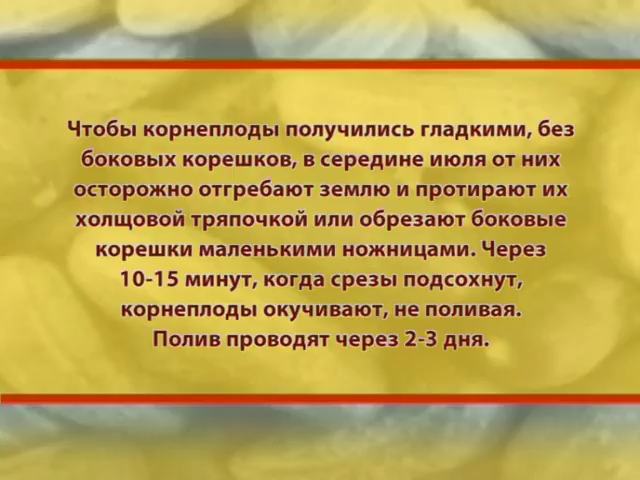 Чтобы корнеплоды получились гладкими, без
боковых корешков, в середине июля от них
осторожно отгребают землю и протирают их
холщовой тряпочкой или обрезают боковые
корешки маленькими ножницами. Через
10-15 минут, когда срезы подсохнут,
корнеплоды окучивают, не поливая.
Полив проводят через 2-3 дня.